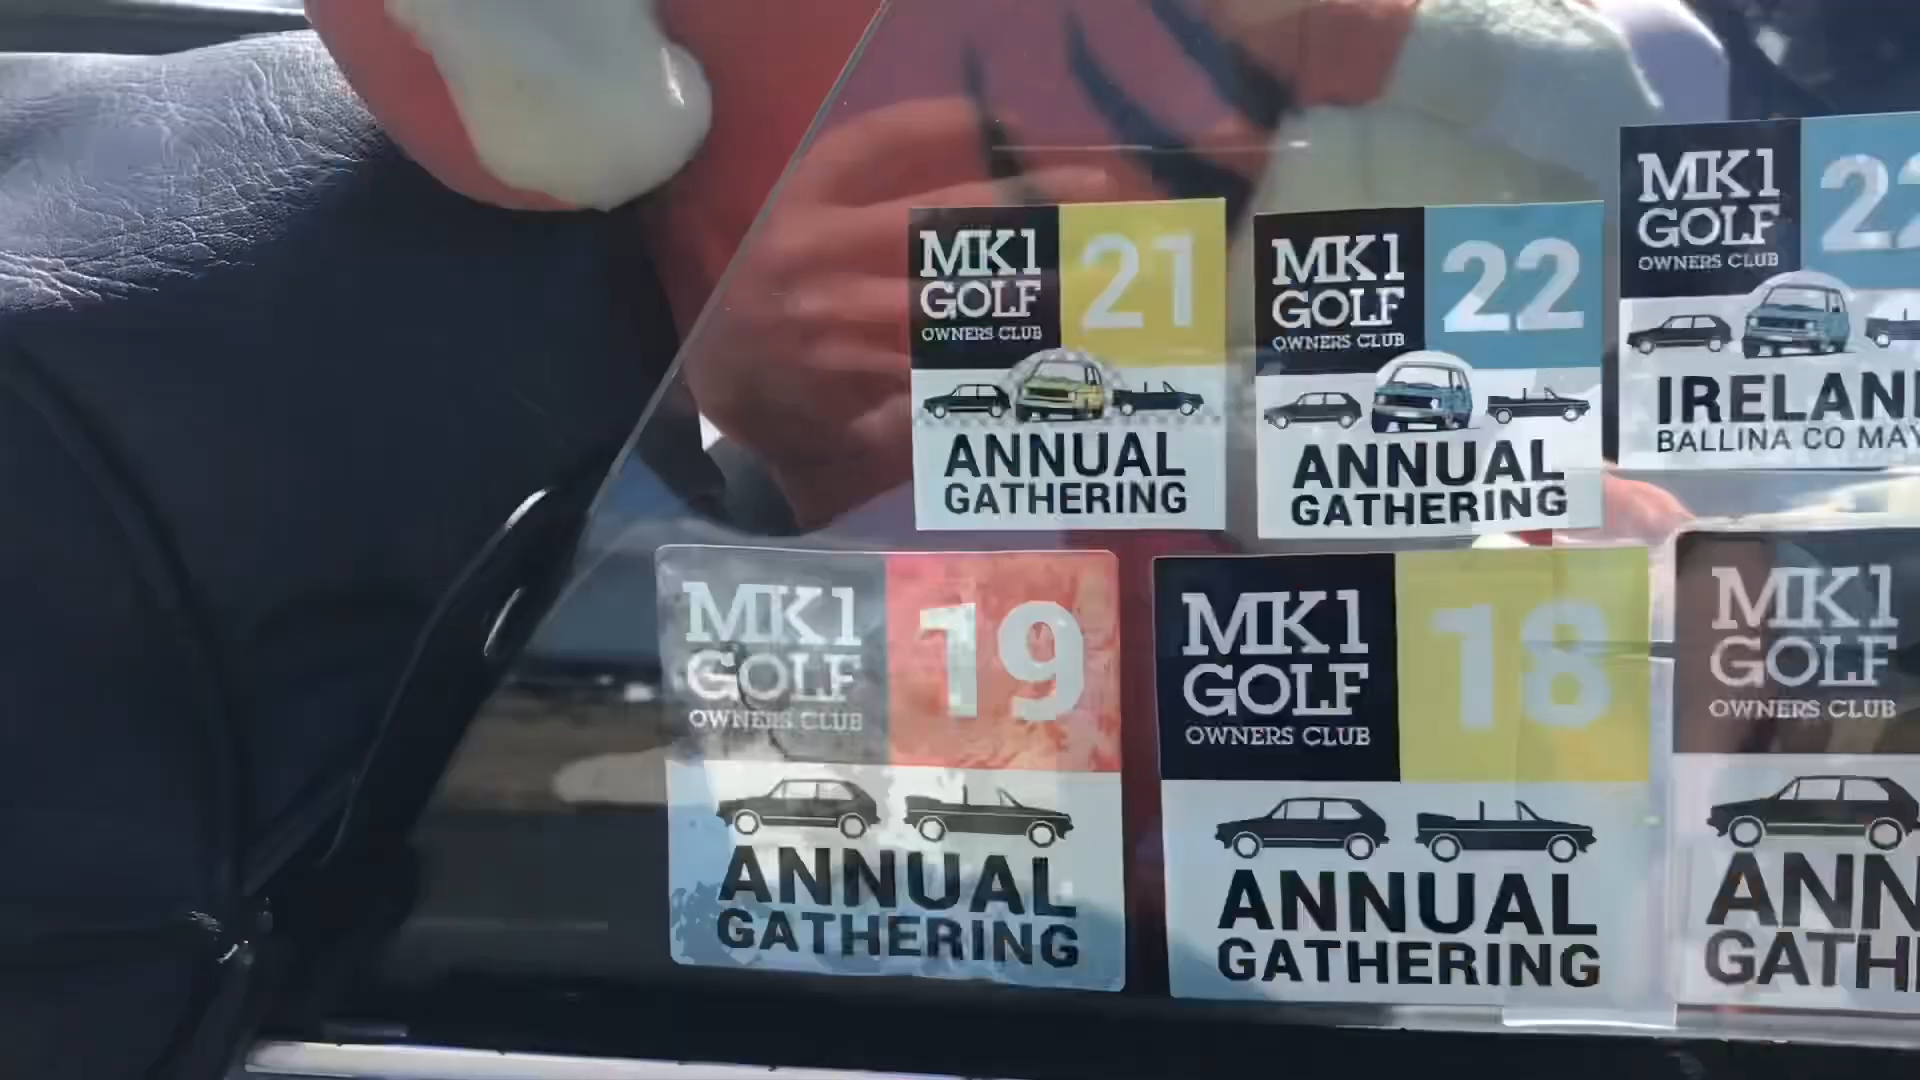 MK1
GOLF
OWNERS CLUB
21
ANNUAL
GATHERING
MK1
GOLF
OWNERS CLUB
22
ANNUAL
GATHERING
MK1
GOLF
OWNERS CLUB
22
BALLINA CO
MK1
GOLF
OWNERS CLUB
19
ANNUAL
GATHERING
MK1
GOLF
OWNERS CLUB
18
ANNUAL
GATHERING
MK1
GOLF
OWNERS CLUB